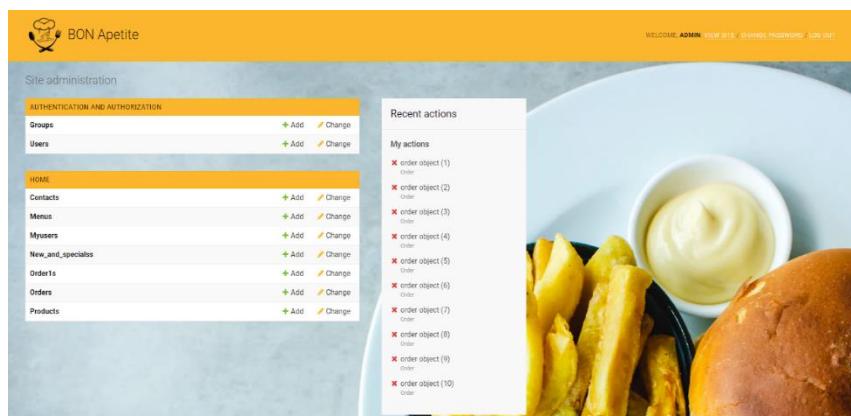 BON Apetite
WELCOME, ADMIN. VIEW SITE / CHANGE PASSWORD / LOG OUT
Site administration
AUTHENTICATION AND AUTHORIZATION
Groups + Add Change
Users + Add Change
HOME
Contacts + Add Change
Menus + Add Change
Myusers + Add Change
New_and_specialss + Add Change
Order1s + Add Change
Orders + Add Change
Products + Add Change
Recent actions
My actions
order object (1)
Order
order object (2)
Order
order object (3)
Order
order object (4)
Order
order object (5)
Order
order object (6)
Order
order object (7)
Order
order object (8)
Order
order object (9)
Order
order object (10)
Order